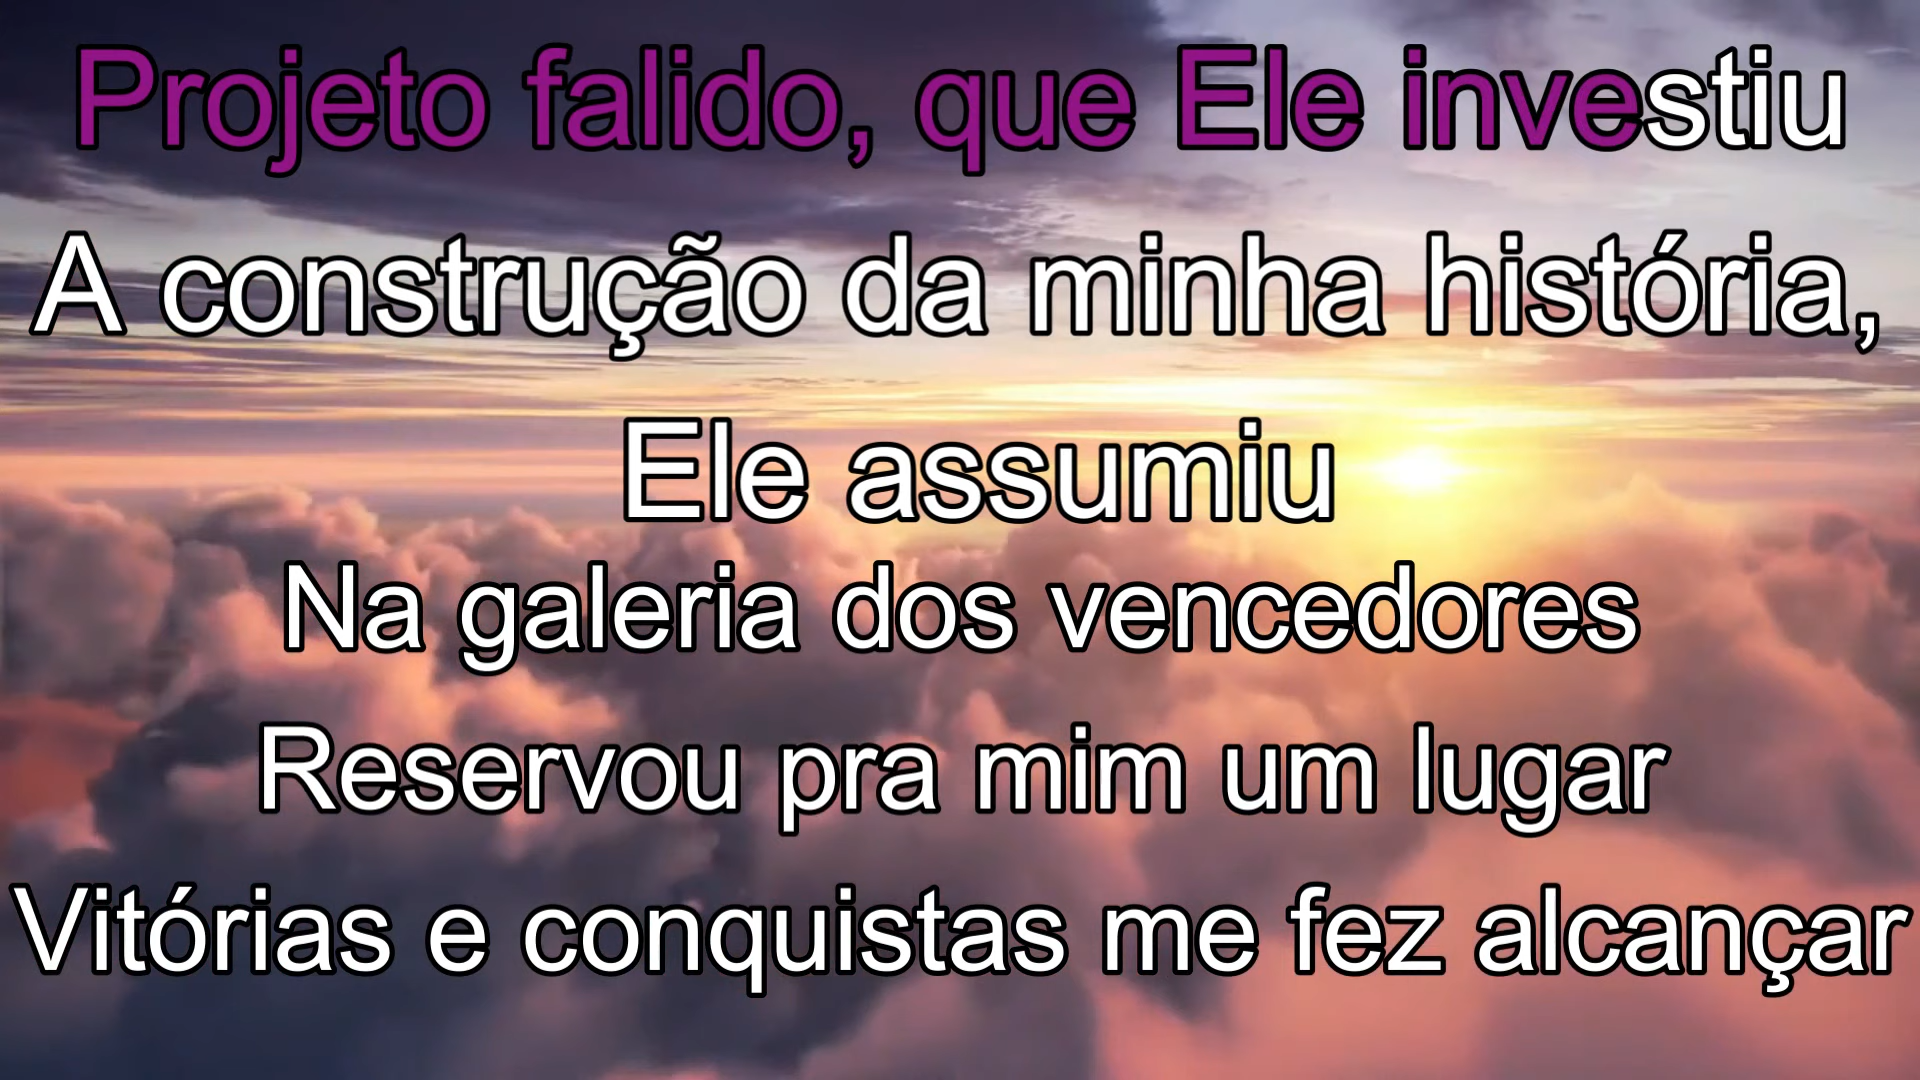 Projeto falido, que Ele investiu
A construção da minha história,
Ele assumiu
Na galeria dos vencedores
Reservou pra mim um lugar
Vitórias e conquistas me fez alcançar